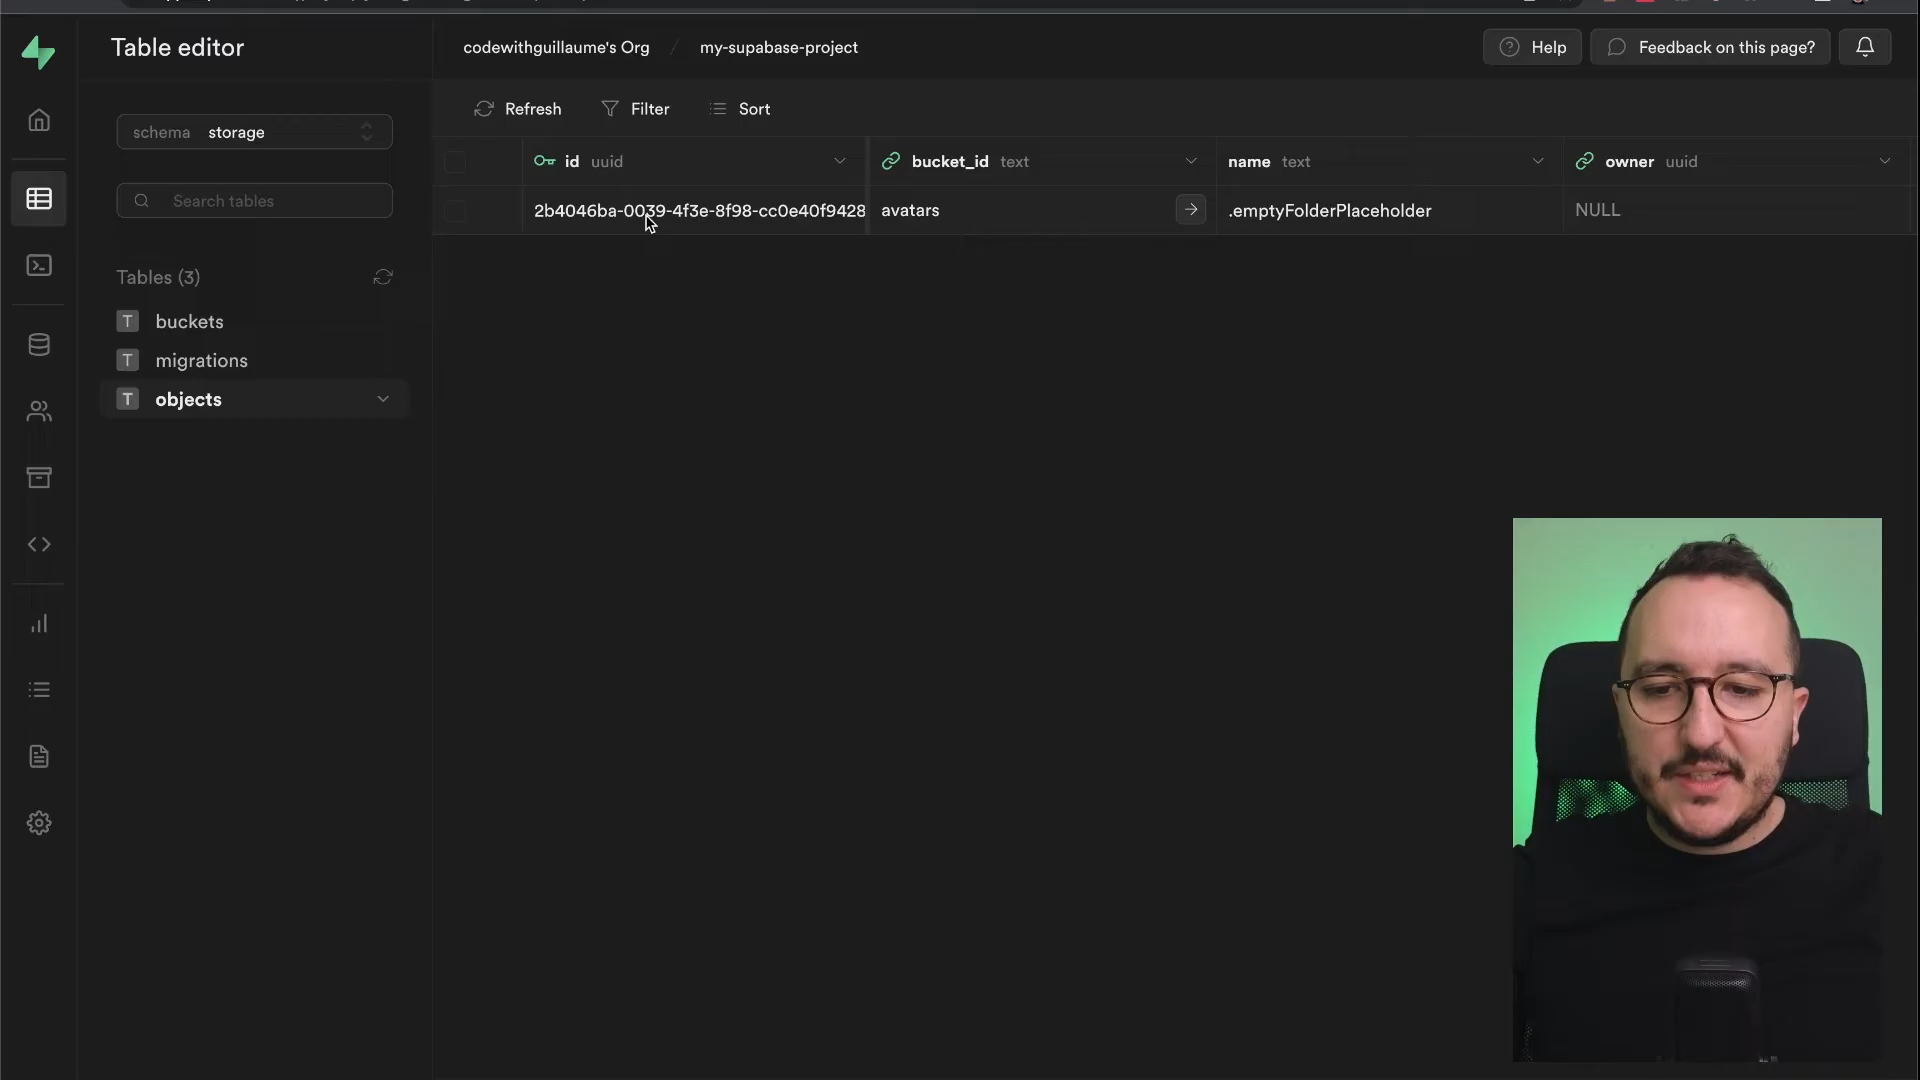 Table editor
codewithguillaume's Org / my-supabase-project
Help
Feedback on this page?
schema storage
Refresh
Filter
Sort
id uuid
bucket_id text
name text
owner uuid
Search tables
2b4046ba-0039-4f3e-8f98-cc0e40f9428
avatars
.emptyFolderPlaceholder
NULL
Tables (3)
T buckets
T migrations
T objects